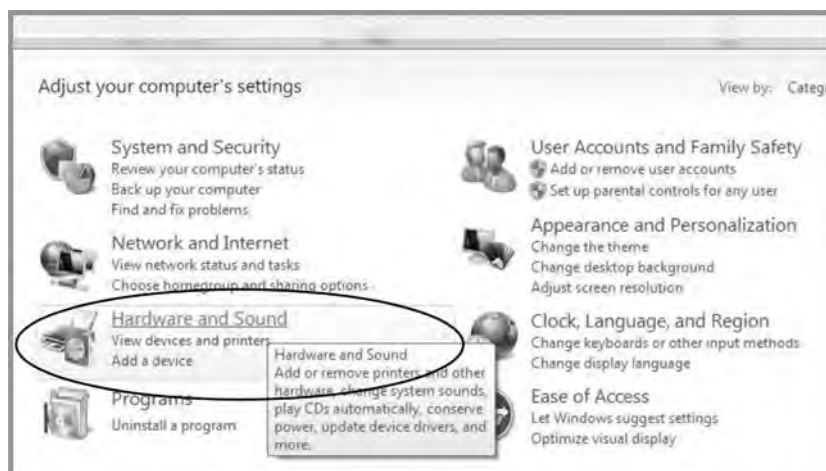 Adjust your computer's settings
View by: Categ
System and Security
Review your computer's status
Back up your computer
Find and fix problems
Network and Internet
View network status and tasks
Choose homegroup and sharing options
Hardware and Sound
View devices and printers
Add a device
Hardware and Sound
Add or remove printers and other
hardware, change system sounds,
play CDs automatically, conserve
power, update device drivers, and
more.
Programs
Uninstall a program
User Accounts and Family Safety
Add or remove user accounts
Set up parental controls for any user
Appearance and Personalization
Change the theme
Change desktop background
Adjust screen resolution
Clock, Language, and Region
Change keyboards or other input methods
Change display language
Ease of Access
Let Windows suggest settings
Optimize visual display